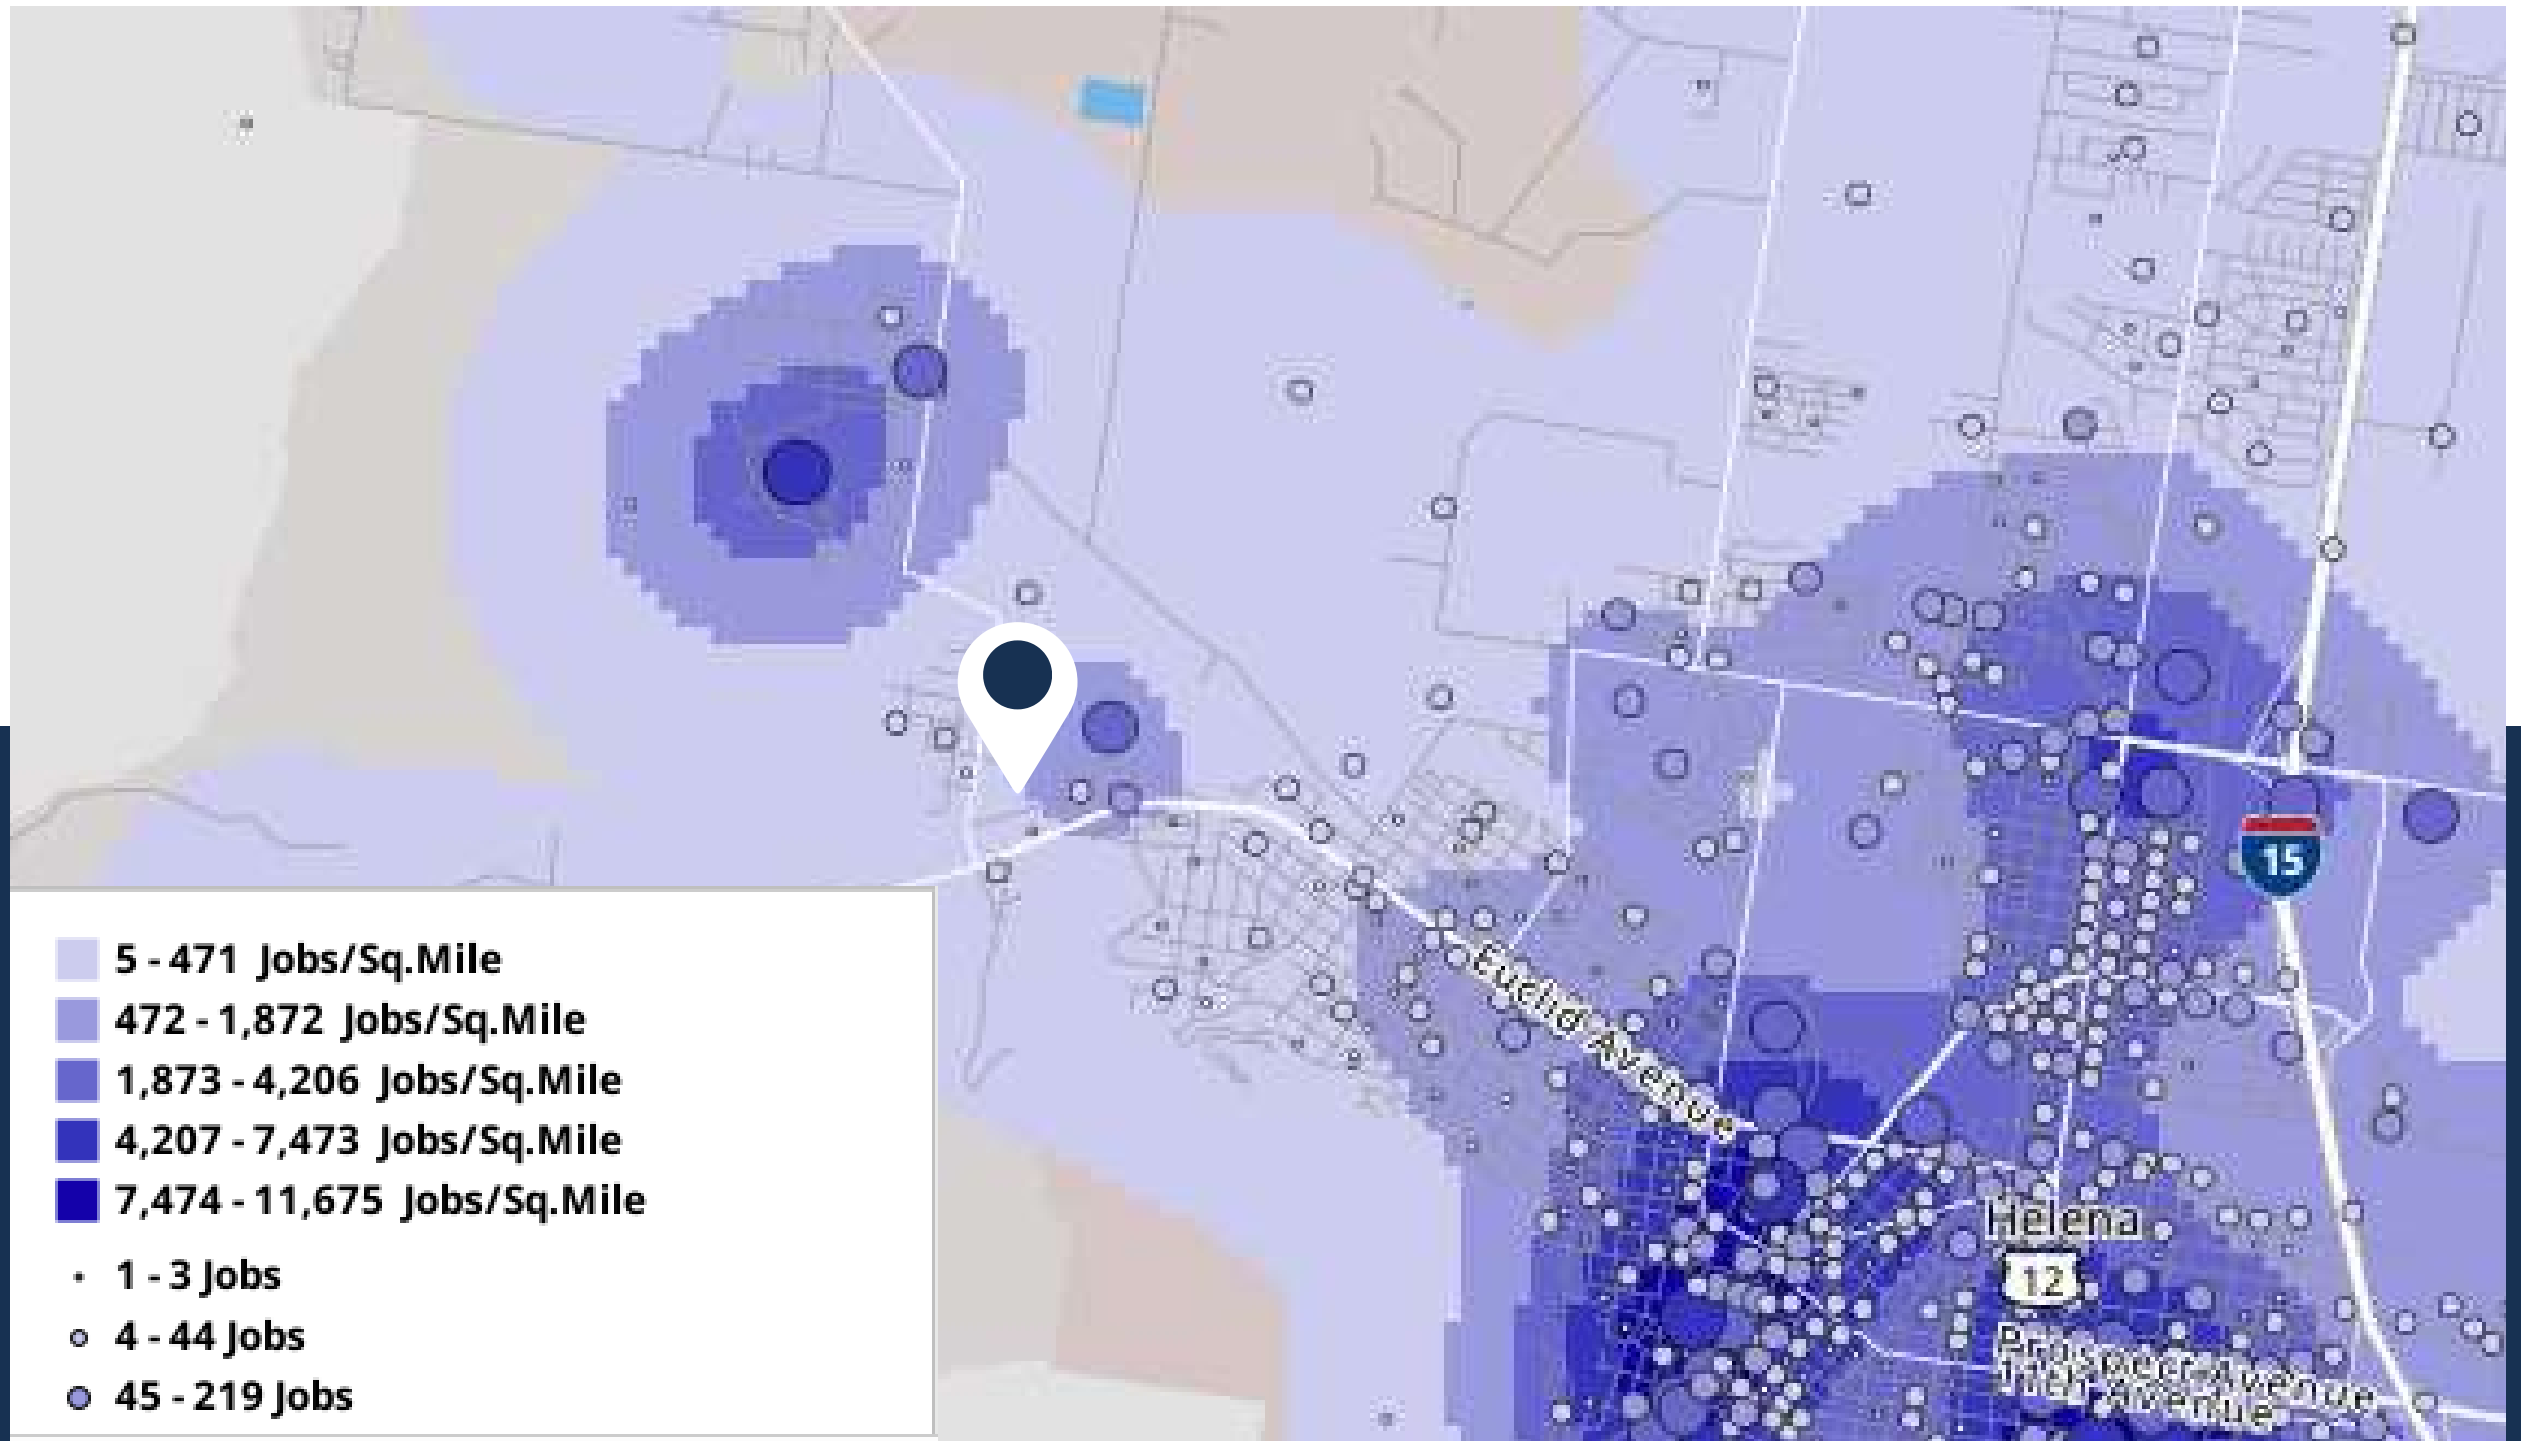 15
Euclid Avenue
5 - 471 Jobs/Sq.Mile
472 - 1,872 Jobs/Sq.Mile
1,873 - 4,206 Jobs/Sq.Mile
4,207 - 7,473 Jobs/Sq.Mile
7,474 - 11,675 Jobs/Sq.Mile
1 - 3 Jobs
4 - 44 Jobs
45 - 219 Jobs
Helena
12
Prospect Avenue
Avenue